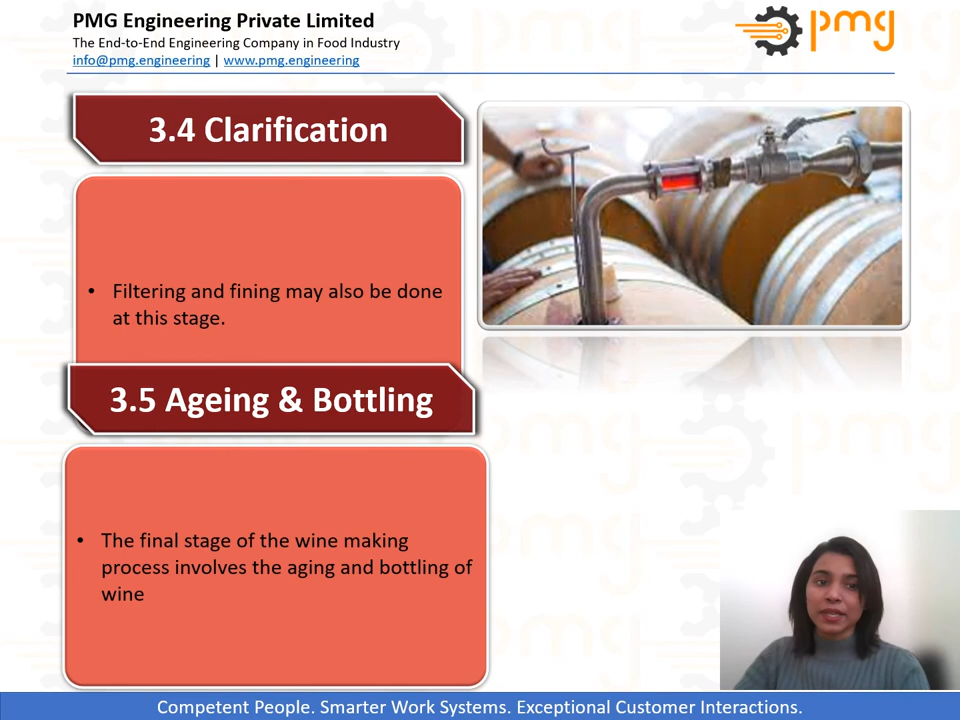 PMG Engineering Private Limited
The End-to-End Engineering Company in Food Industry
info@pmg.engineering | www.pmg.engineering
pmg
3.4 Clarification
• Filtering and fining may also be done
at this stage.
3.5 Ageing & Bottling
• The final stage of the wine making
process involves the aging and bottling of
wine
Competent People. Smarter Work Systems. Exceptional Customer Interactions.